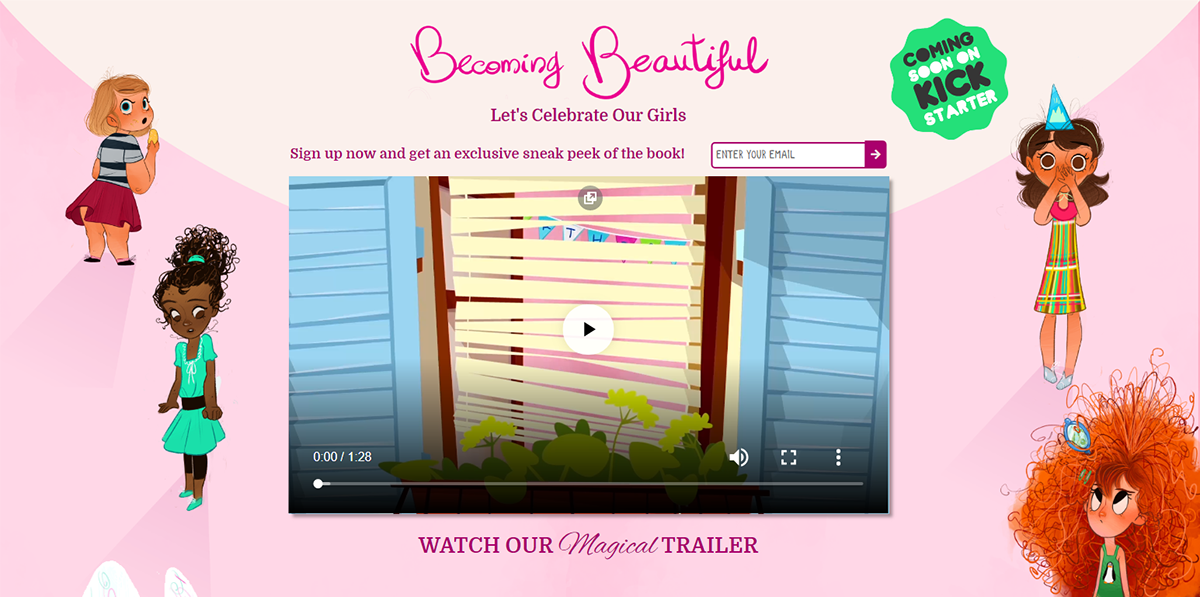 Becoming Beautiful
COMING
SOON ON
KICK
STARTER
Let's Celebrate Our Girls
Sign up now and get an exclusive sneak peek of the book!
ENTER YOUR EMAIL
0:00 / 1:28
WATCH OUR Magical TRAILER